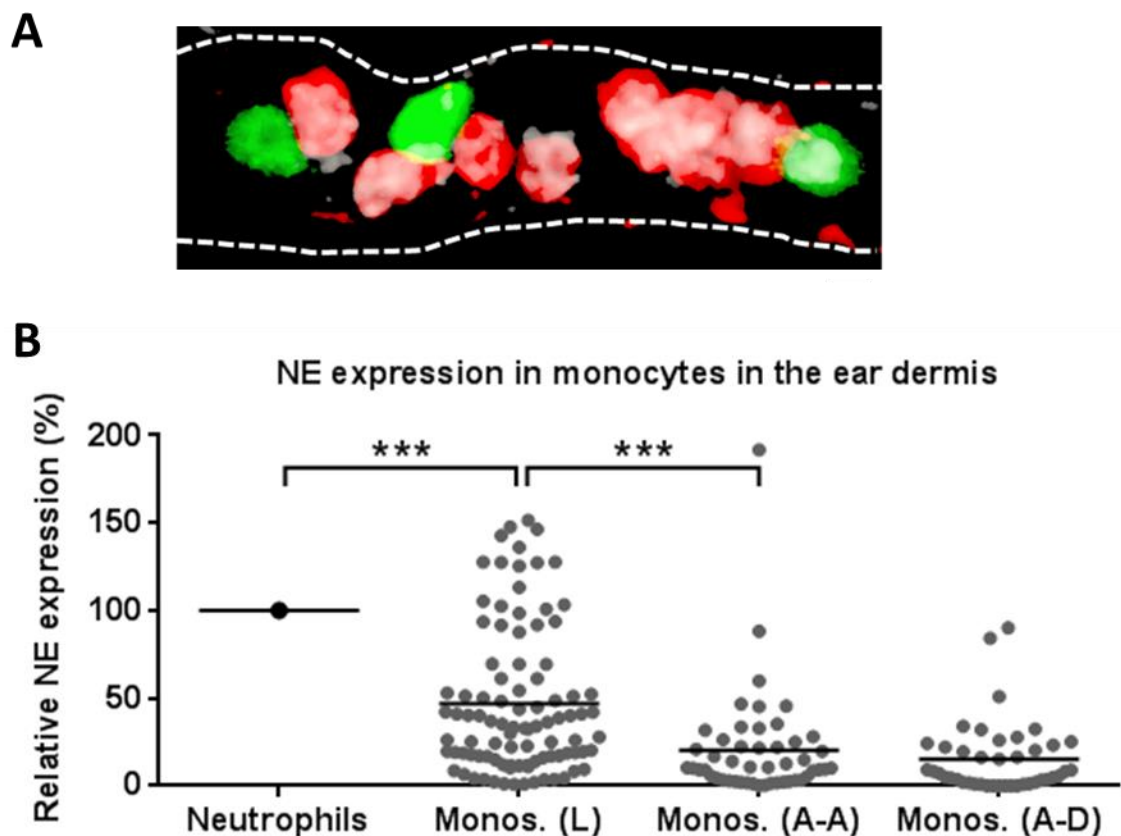 A
B
NE expression in monocytes in the ear dermis
Relative NE expression (%)
200
150
100
50
0
*** ***
Neutrophils Monos. (L) Monos. (A-A) Monos. (A-D)